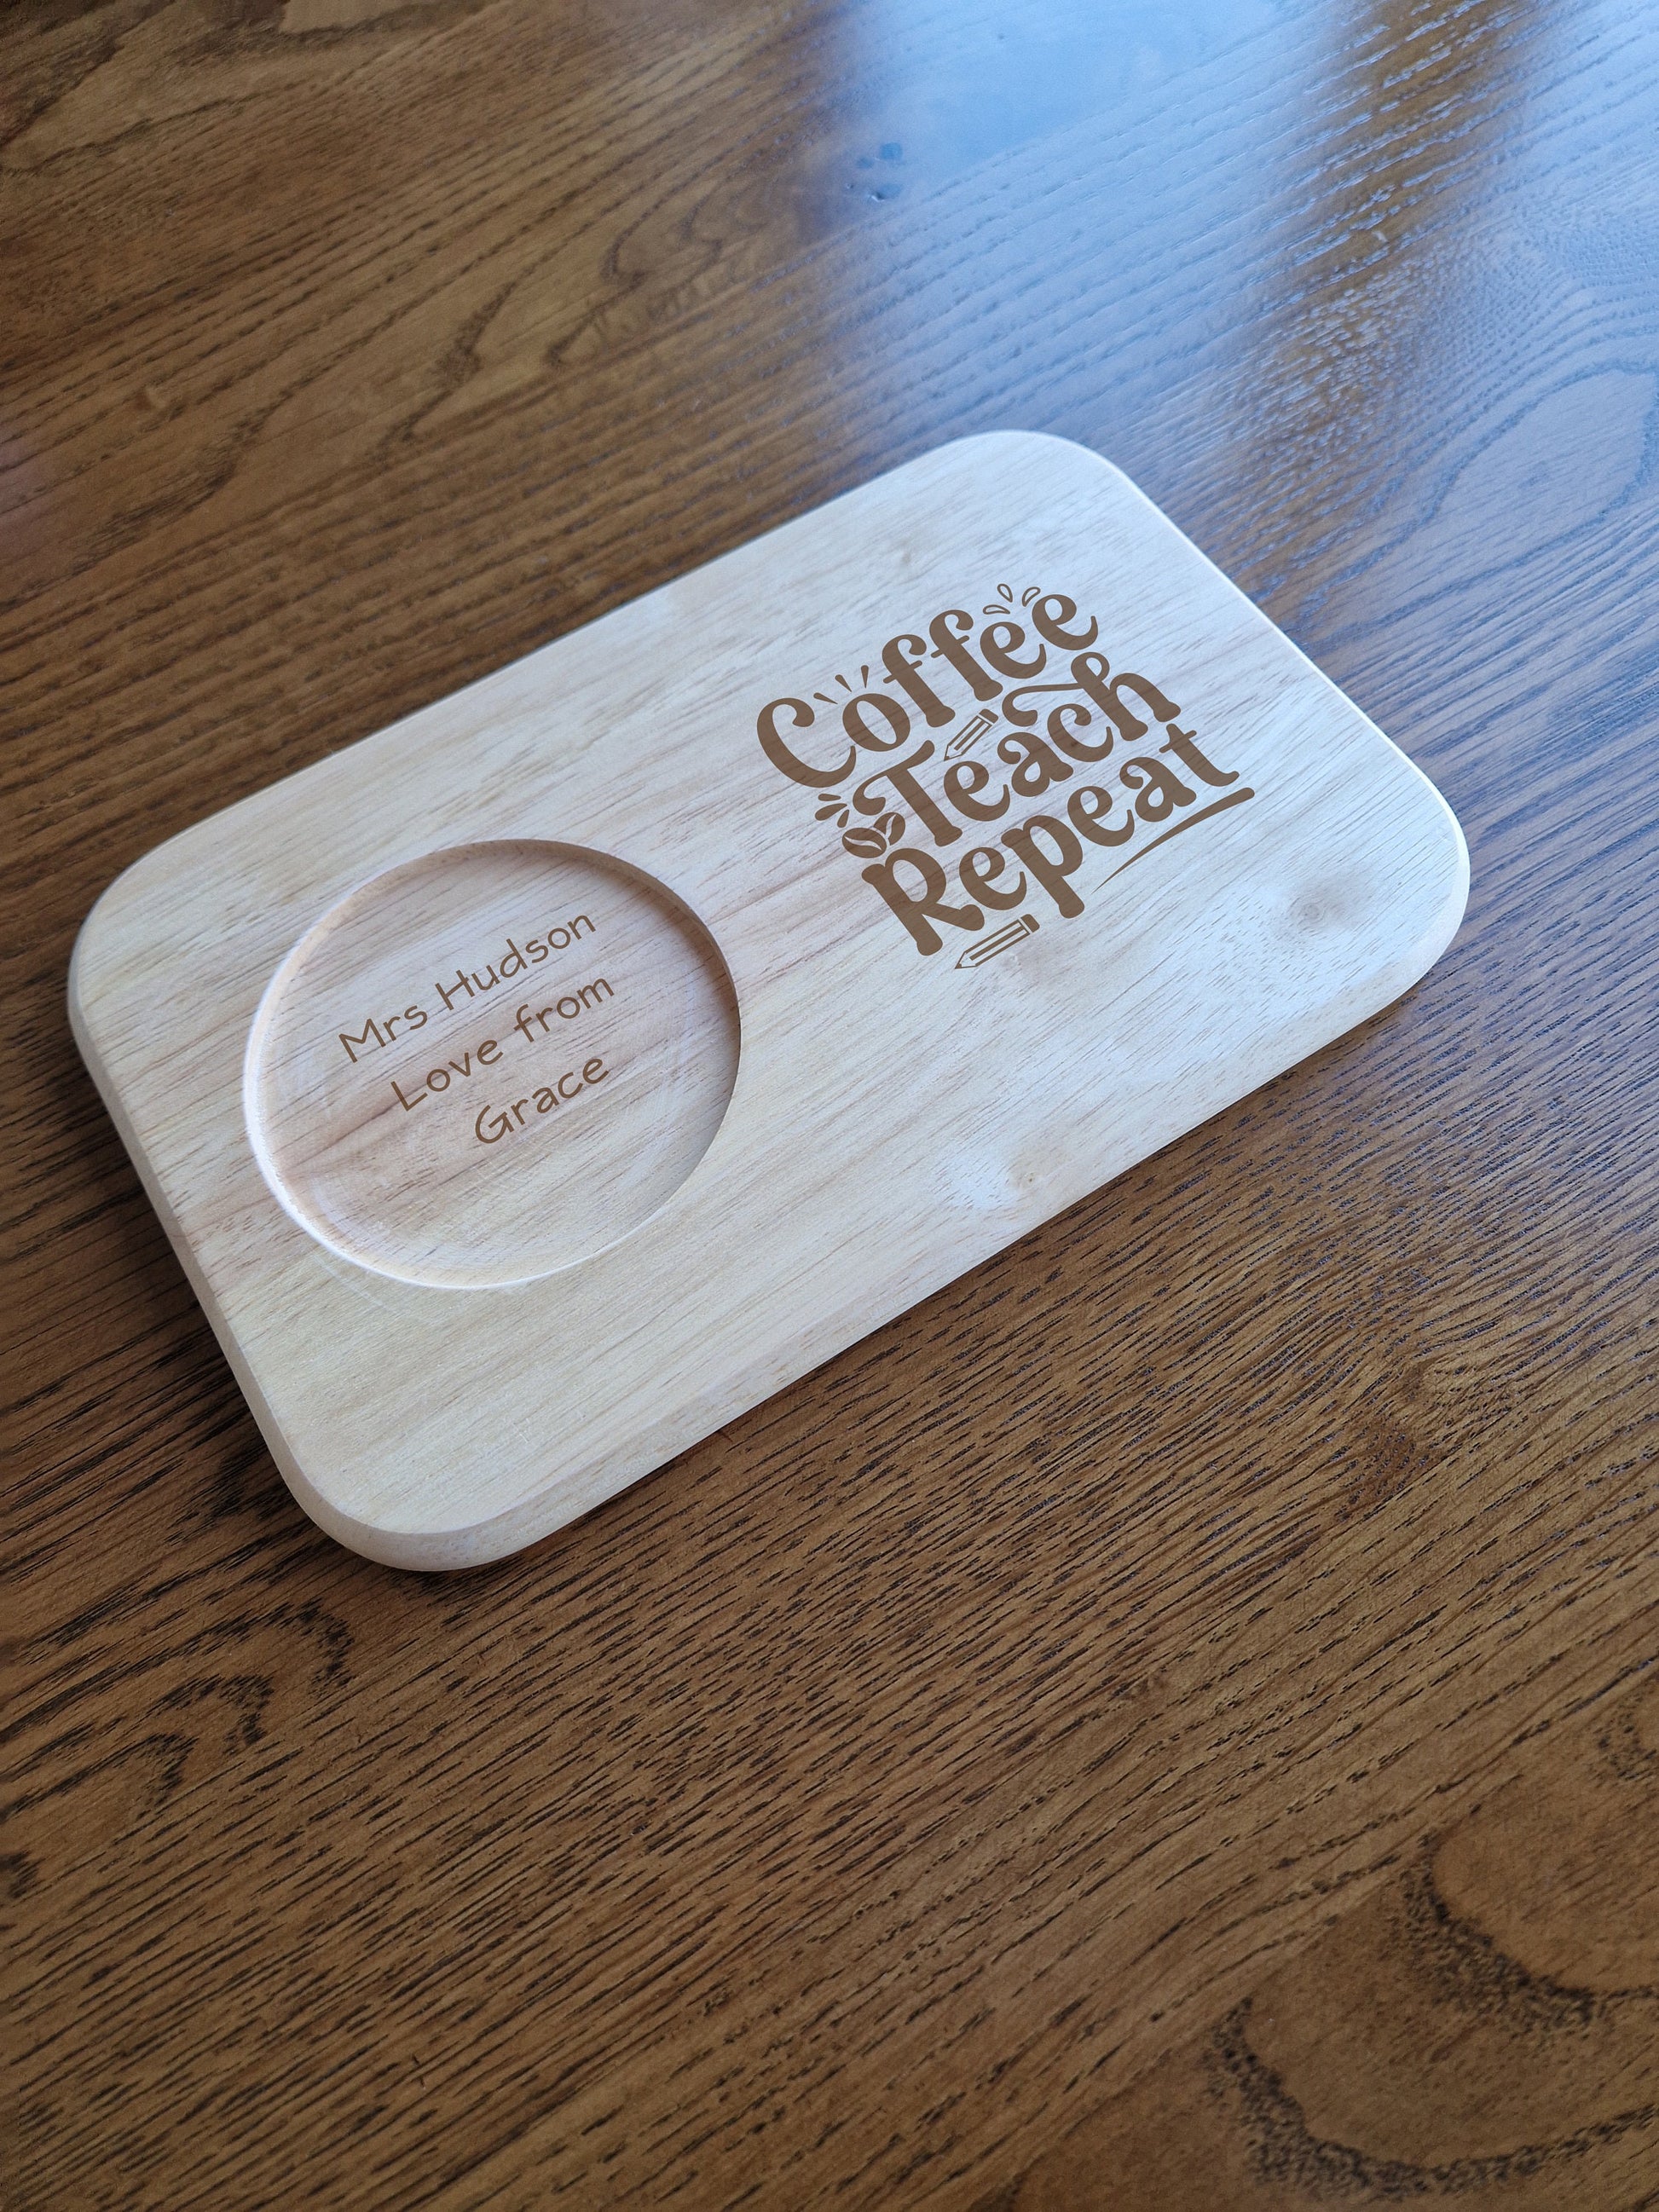 Coffee
Teach
Repeat
Mrs Hudson
Love from
Grace